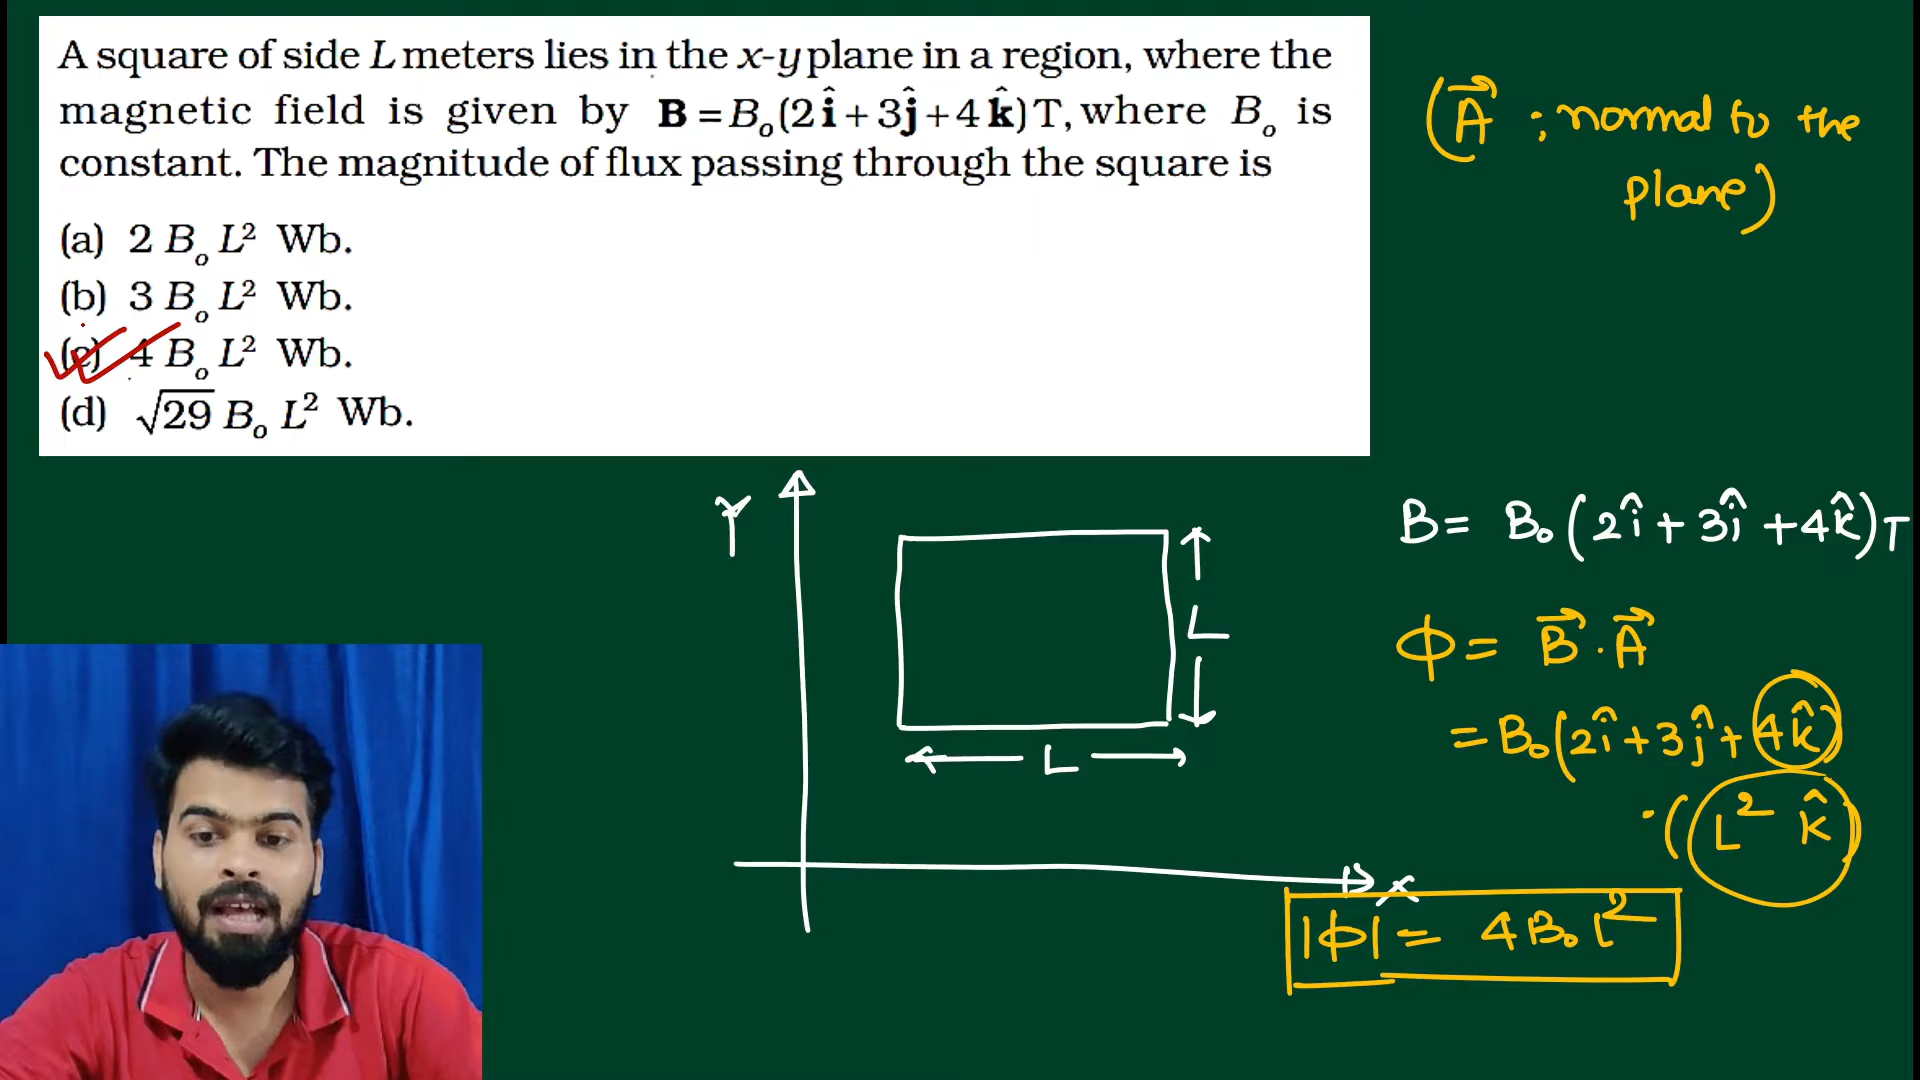 A square of side L meters lies in the x-y plane in a region, where the
magnetic field is given by B = B₀(2î + 3ĵ + 4k̂) T, where B₀ is
constant. The magnitude of flux passing through the square is
(a) 2 B₀ L² Wb.
(b) 3 B₀ L² Wb.
(c) 4 B₀ L² Wb.
(d) √29 B₀ L² Wb.
(A⃗ ; normal to the
plane)
Y
L
L
x
B = B₀(2î + 3ĵ + 4k̂)T
ϕ = B⃗ . A⃗
= B₀(2î + 3ĵ + 4k̂)
· (L² k̂)
|ϕ| = 4B₀ L²